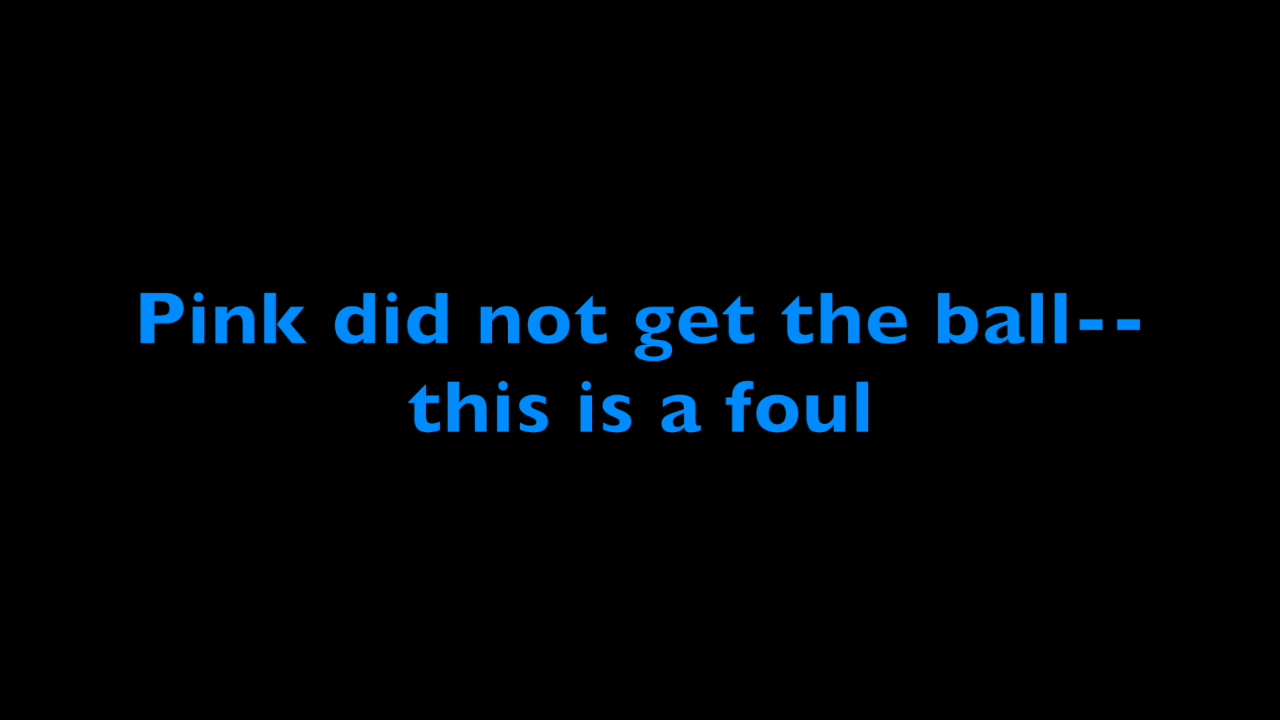 Pink did not get the ball--
this is a foul